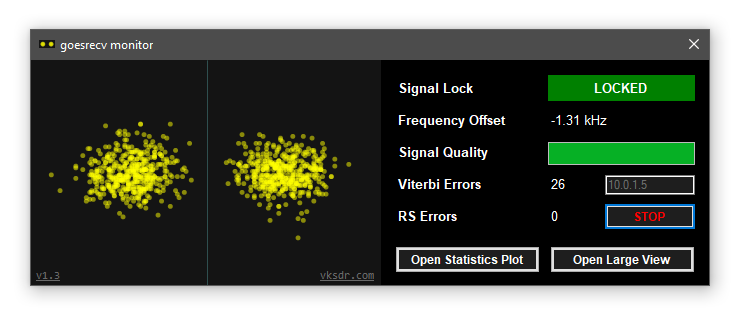 goesrecv monitor
Signal Lock LOCKED
Frequency Offset -1.31 kHz
Signal Quality
Viterbi Errors 26 10.0.1.5
RS Errors 0 STOP
Open Statistics Plot Open Large View
v1.3 vksdr.com